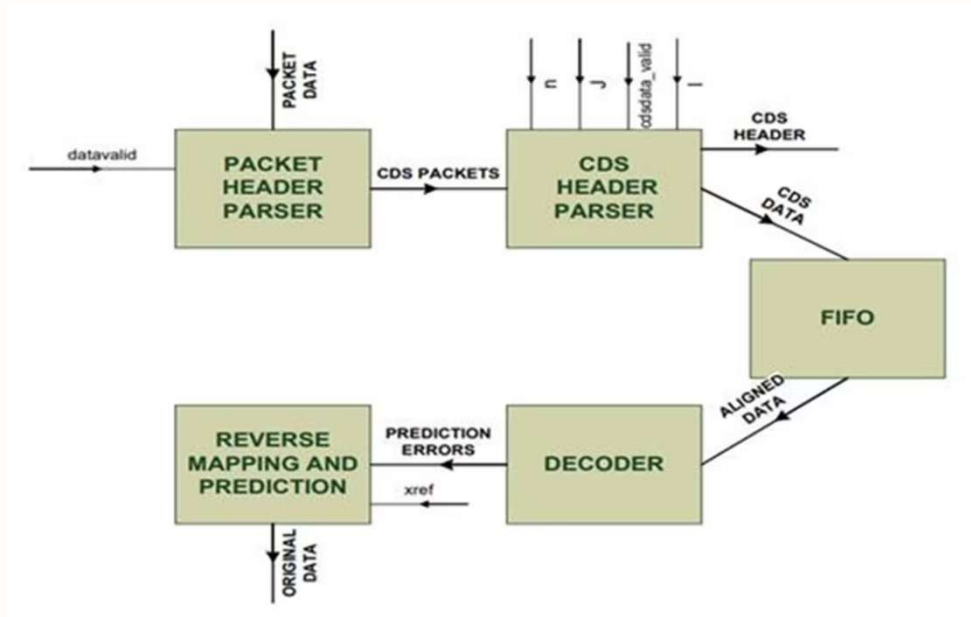 PACKET
DATA
n
J
cdsdata_valid
I
datavalid
PACKET
HEADER
PARSER
CDS PACKETS
CDS
HEADER
PARSER
CDS
HEADER
CDS
DATA
FIFO
ALIGNED
DATA
REVERSE
MAPPING AND
PREDICTION
PREDICTION
ERRORS
xref
DECODER
ORIGINAL
DATA